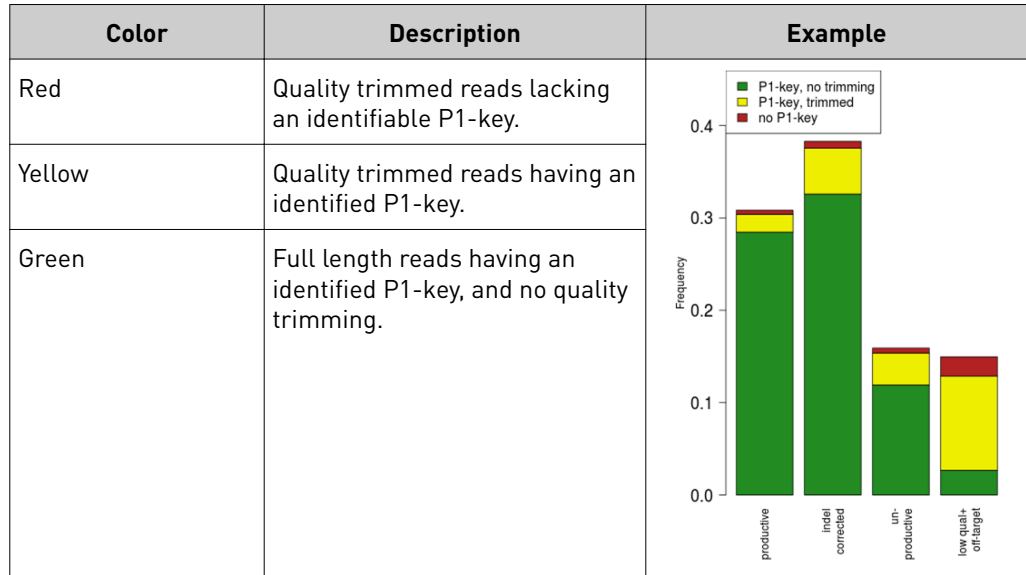 Color Description Example
Red
Quality trimmed reads lacking
an identifiable P1-key.
Yellow
Quality trimmed reads having an
identified P1-key.
Green
Full length reads having an
identified P1-key, and no quality
trimming.
P1-key, no trimming
P1-key, trimmed
no P1-key
Frequency
0.4
0.3
0.2
0.1
0.0
productive
indel
corrected
un-
productive
low qual+
off-target